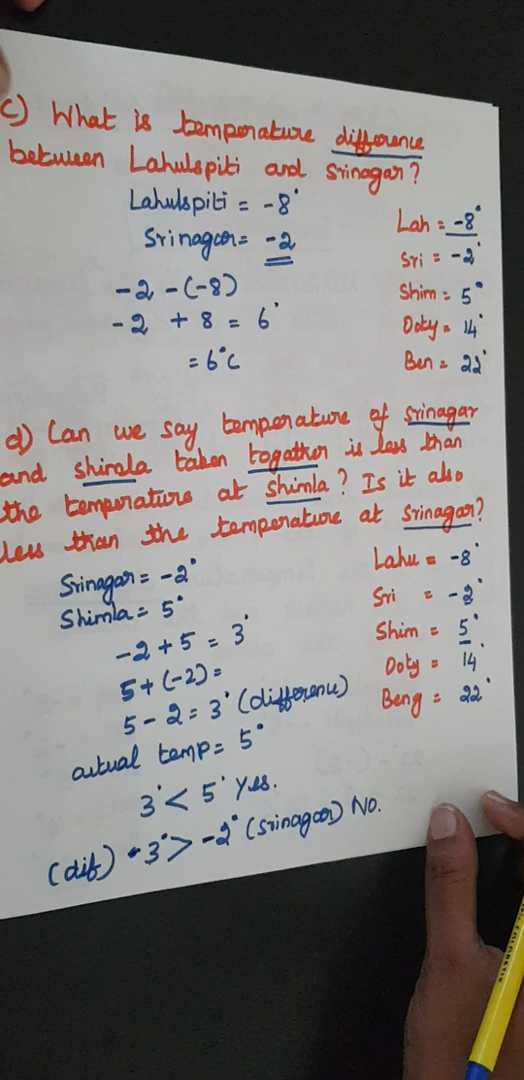 c) What is temperature difference
between Lahulspiti and Srinagar?
Lahulspiti = -8°
Srinagar = -2
-2 - (-8)
-2 + 8 = 6°
= 6°C
Lah = -8°
Sri = -2°
Shim = 5°
Ooty = 14°
Ben = 22°
d) Can we say temperature of srinagar
and shimla taken togather is less than
the temperature at shimla? Is it also
less than the temperature at srinagar?
Srinagar = -2°
Shimla = 5°
-2 + 5 = 3°
5 + (-2) =
5 - 2 = 3° (difference)
actual temp = 5°
3° < 5° Yes.
(dif) - 3° > -2° (Srinagar) No.
Lahu = -8°
Sri = -2°
Shim = 5°
Ooty = 14°
Beng = 22°